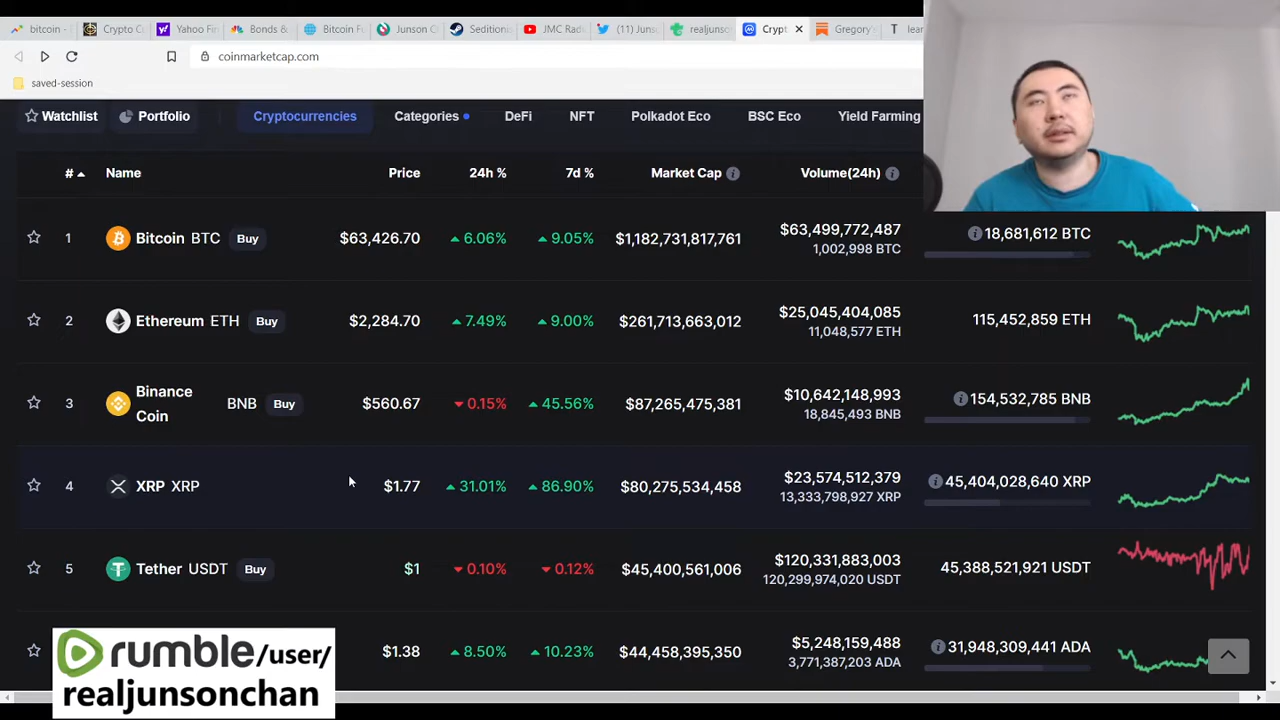 bitcoin
Crypto C
Yahoo Fin
Bonds &
Bitcoin Fu
Junson C
Seditions
JMC Rad
(11) Juns
realjunso
Crypt
Gregory's
lear
coinmarketcap.com
saved-session
Watchlist
Portfolio
Cryptocurrencies
Categories
DeFi
NFT
Polkadot Eco
BSC Eco
Yield Farming
# Name Price 24h % 7d % Market Cap Volume(24h)
1 Bitcoin BTC Buy $63,426.70 6.06% 9.05% $1,182,731,817,761 $63,499,772,487 18,681,612 BTC
1,002,998 BTC
2 Ethereum ETH Buy $2,284.70 7.49% 9.00% $261,713,663,012 $25,045,404,085 115,452,859 ETH
11,048,577 ETH
3 Binance Coin BNB Buy $560.67 0.15% 45.56% $87,265,475,381 $10,642,148,993 154,532,785 BNB
18,845,493 BNB
4 XRP XRP $1.77 31.01% 86.90% $80,275,534,458 $23,574,512,379 45,404,028,640 XRP
13,333,798,927 XRP
5 Tether USDT Buy $1 0.10% 0.12% $45,400,561,006 $120,331,883,003 45,388,521,921 USDT
120,299,974,020 USDT
$1.38 8.50% 10.23% $44,458,395,350 $5,248,159,488 31,948,309,441 ADA
3,771,387,203 ADA
rumble/user/
realjunsonchan